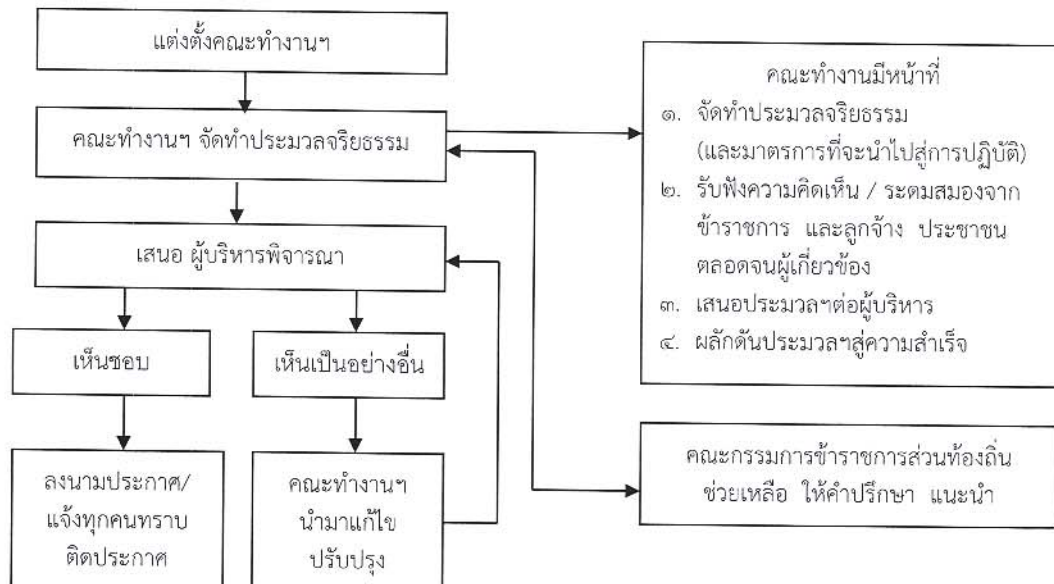 แต่งตั้งคณะทำงานฯ
คณะทำงานฯ จัดทำประมวลจริยธรรม
เสนอ ผู้บริหารพิจารณา
เห็นชอบ
เห็นเป็นอย่างอื่น
ลงนามประกาศ/
แจ้งทุกคนทราบ
ติดประกาศ
คณะทำงานฯ
นำมาแก้ไข
ปรับปรุง
คณะทำงานมีหน้าที่
๑. จัดทำประมวลจริยธรรม
(และมาตรการที่จะนำไปสู่การปฏิบัติ)
๒. รับฟังความคิดเห็น / ระดมสมองจาก
ข้าราชการ และลูกจ้าง ประชาชน
ตลอดจนผู้เกี่ยวข้อง
๓. เสนอประมวลฯต่อผู้บริหาร
๔. ผลักดันประมวลฯสู่ความสำเร็จ
คณะกรรมการข้าราชการส่วนท้องถิ่น
ช่วยเหลือ ให้คำปรึกษา แนะนำ